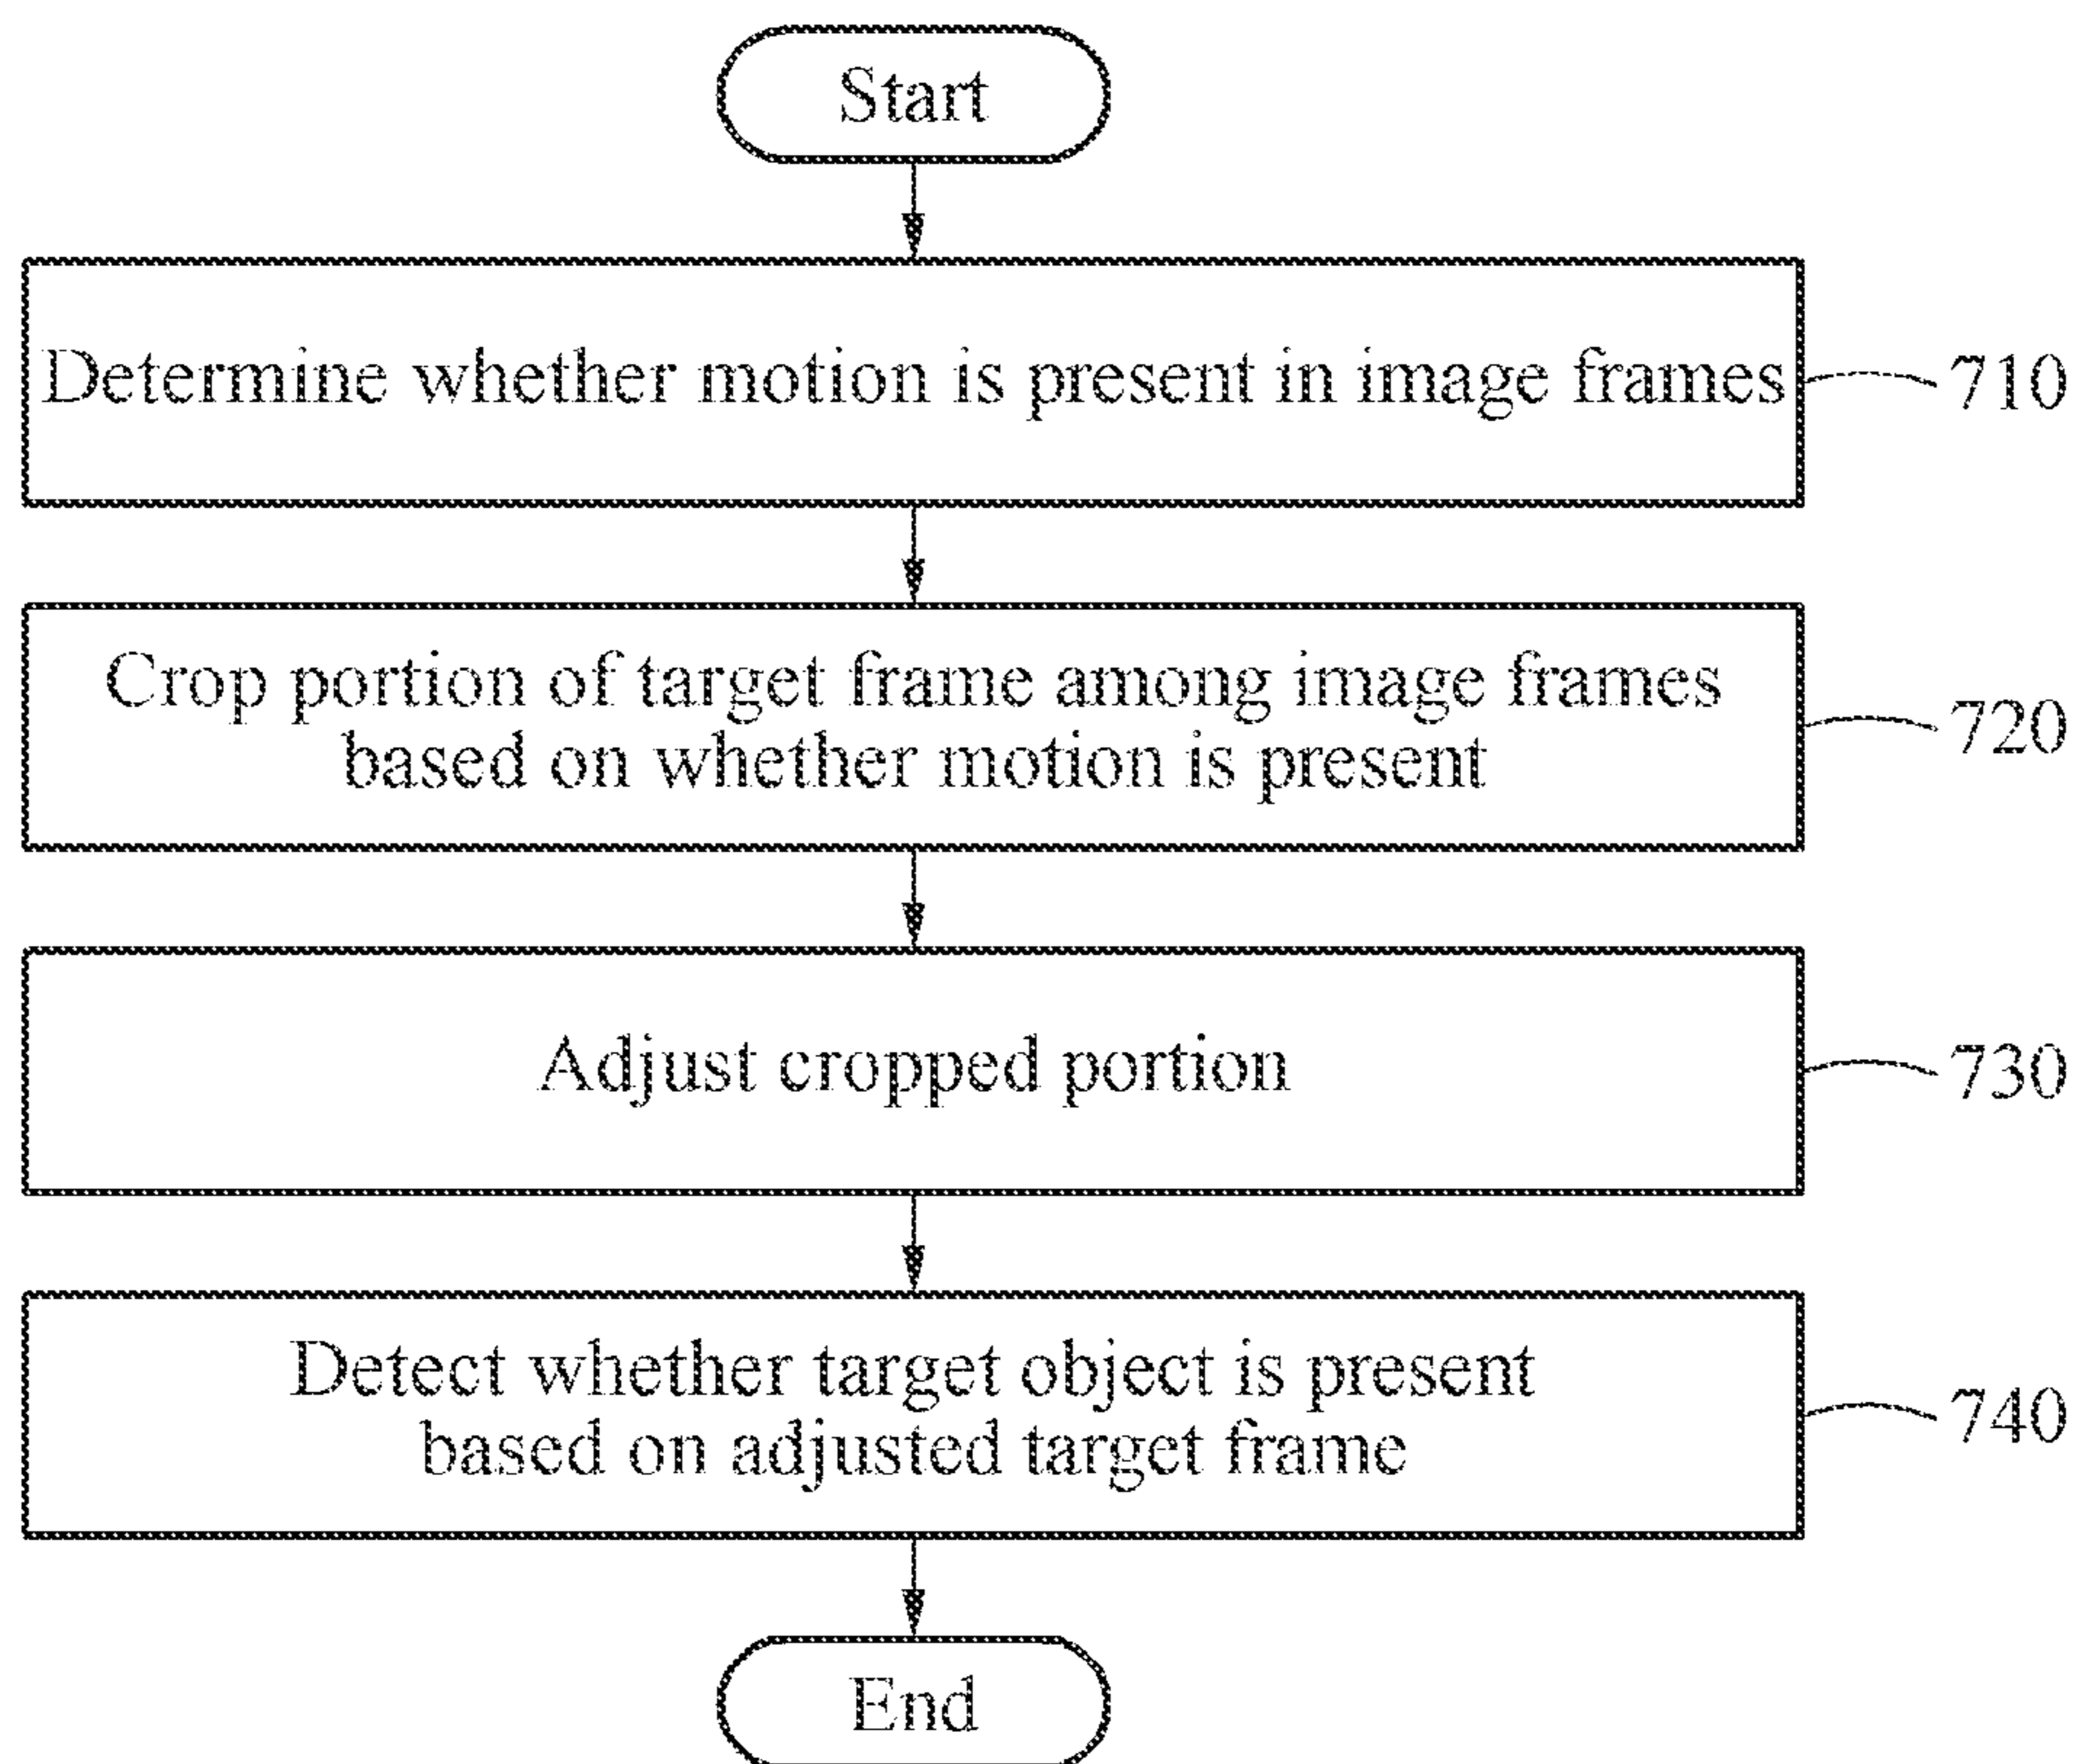 Start
Determine whether motion is present in image frames
710
Crop portion of target frame among image frames
based on whether motion is present
720
Adjust cropped portion
730
Detect whether target object is present
based on adjusted target frame
740
End